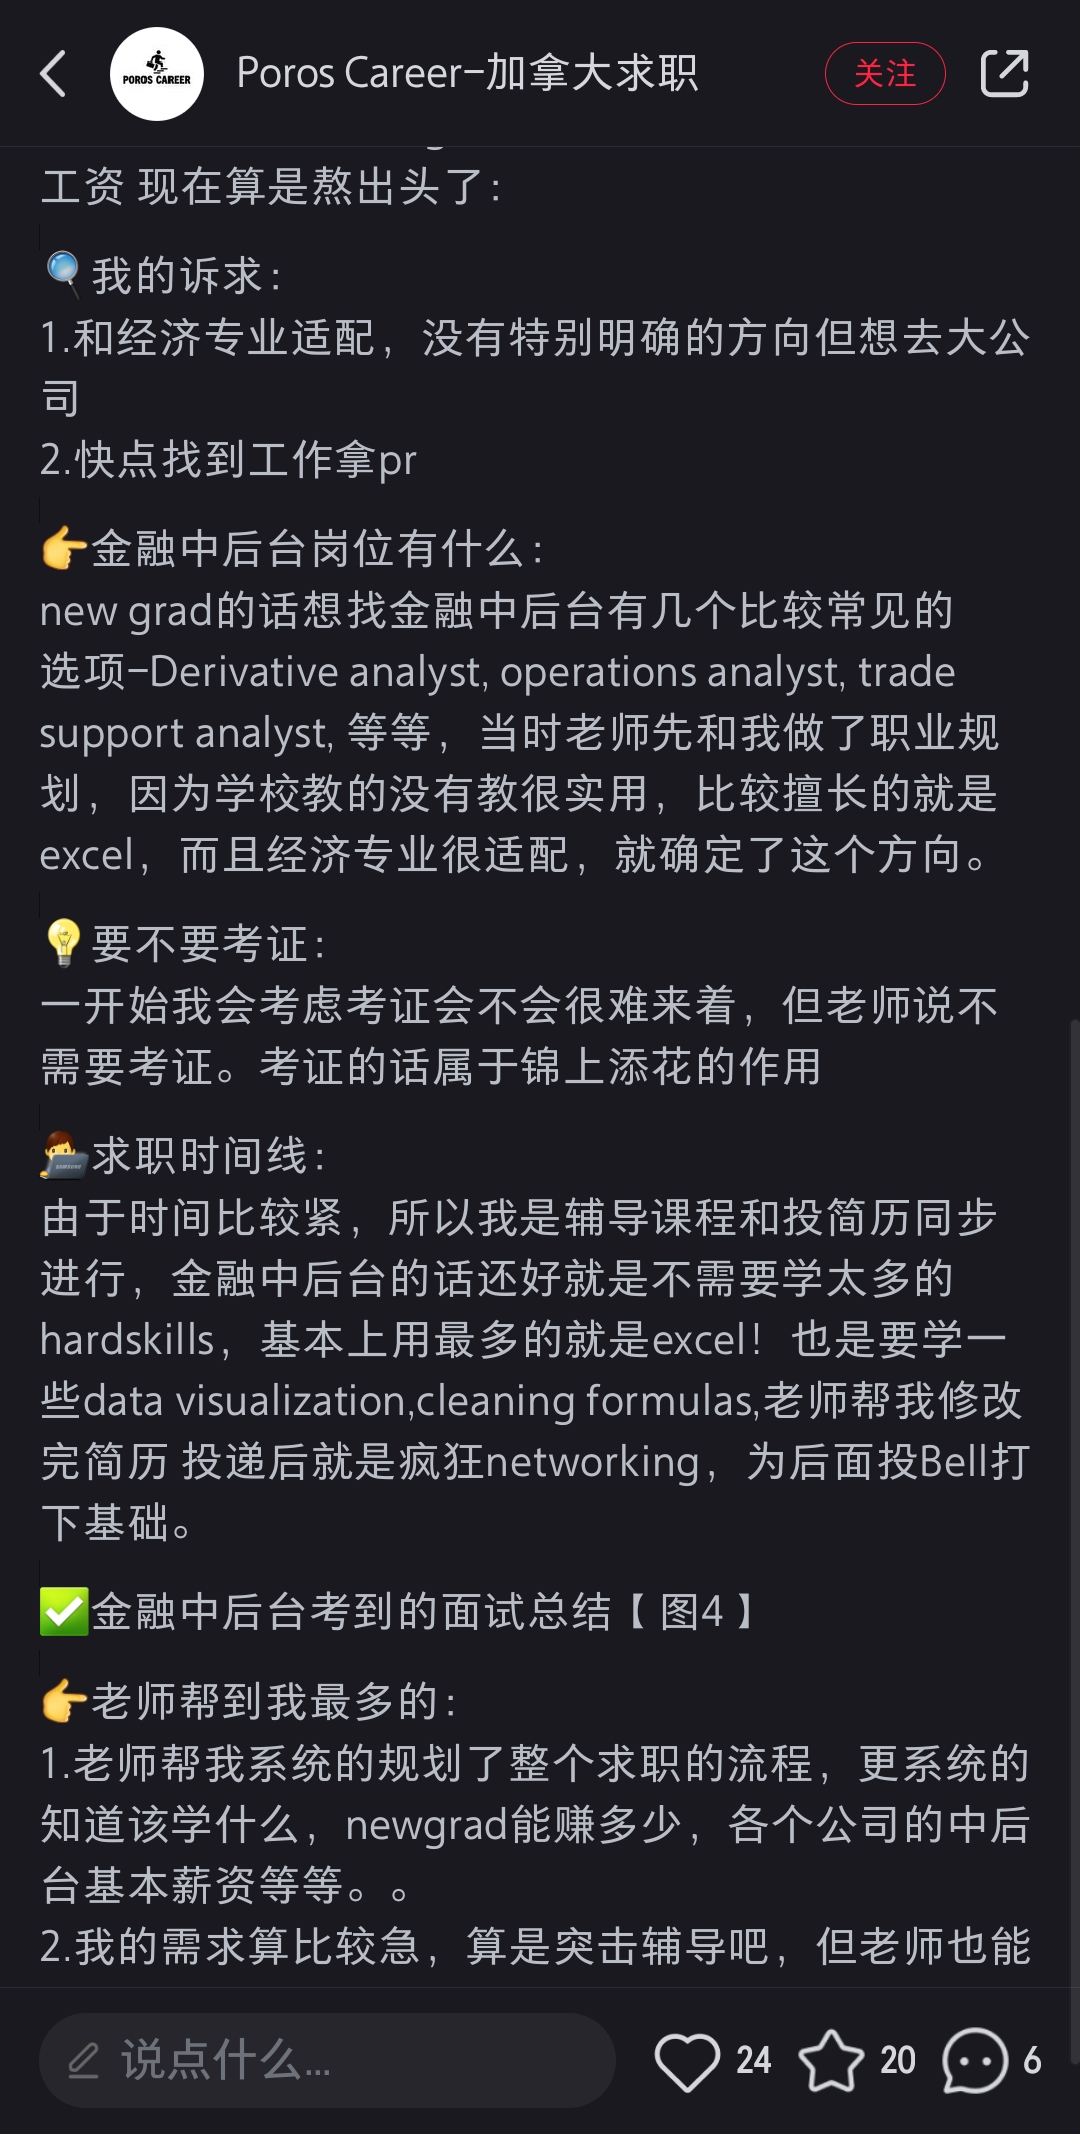 POROS CAREER
Poros Career-加拿大求职
关注
工资 现在算是熬出头了：
🔍我的诉求：
1.和经济专业适配，没有特别明确的方向但想去大公
司
2.快点找到工作拿pr
👉金融中后台岗位有什么：
new grad的话想找金融中后台有几个比较常见的
选项-Derivative analyst, operations analyst, trade
support analyst, 等等，当时老师先和我做了职业规
划，因为学校教的没有教很实用，比较擅长的就是
excel，而且经济专业很适配，就确定了这个方向。
💡要不要考证：
一开始我会考虑考证会不会很难来着，但老师说不
需要考证。考证的话属于锦上添花的作用
🧑‍💻求职时间线：
由于时间比较紧，所以我是辅导课程和投简历同步
进行，金融中后台的话还好就是不需要学太多的
hardskills，基本上用最多的就是excel！也是要学一
些data visualization,cleaning formulas,老师帮我修改
完简历 投递后就是疯狂networking，为后面投Bell打
下基础。
✅金融中后台考到的面试总结【 图4 】
👉老师帮到我最多的：
1.老师帮我系统的规划了整个求职的流程，更系统的
知道该学什么，newgrad能赚多少，各个公司的中后
台基本薪资等等。。
2.我的需求算比较急，算是突击辅导吧，但老师也能
说点什么...
24
20
6